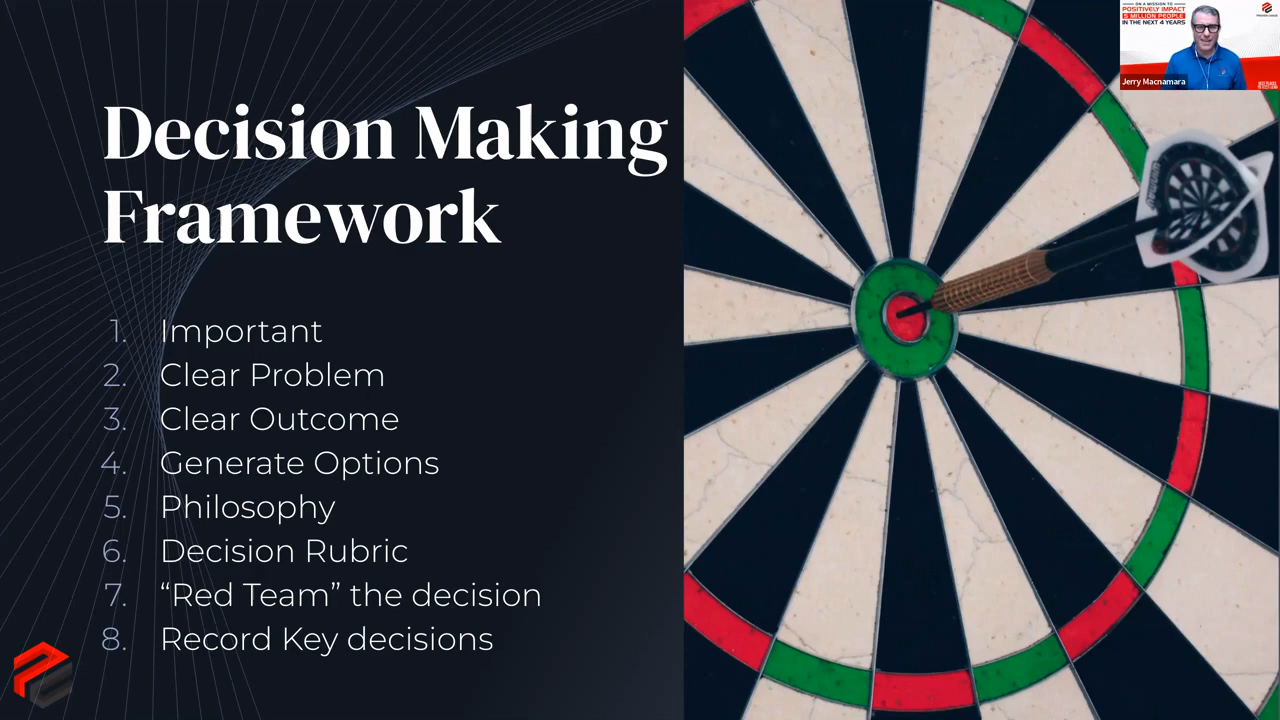 Decision Making
Framework
1. Important
2. Clear Problem
3. Clear Outcome
4. Generate Options
5. Philosophy
6. Decision Rubric
7. “Red Team” the decision
8. Record Key decisions
ON A MISSION TO
POSITIVELY IMPACT
5 MILLION PEOPLE
IN THE NEXT 4 YEARS
Jerry Macnamara